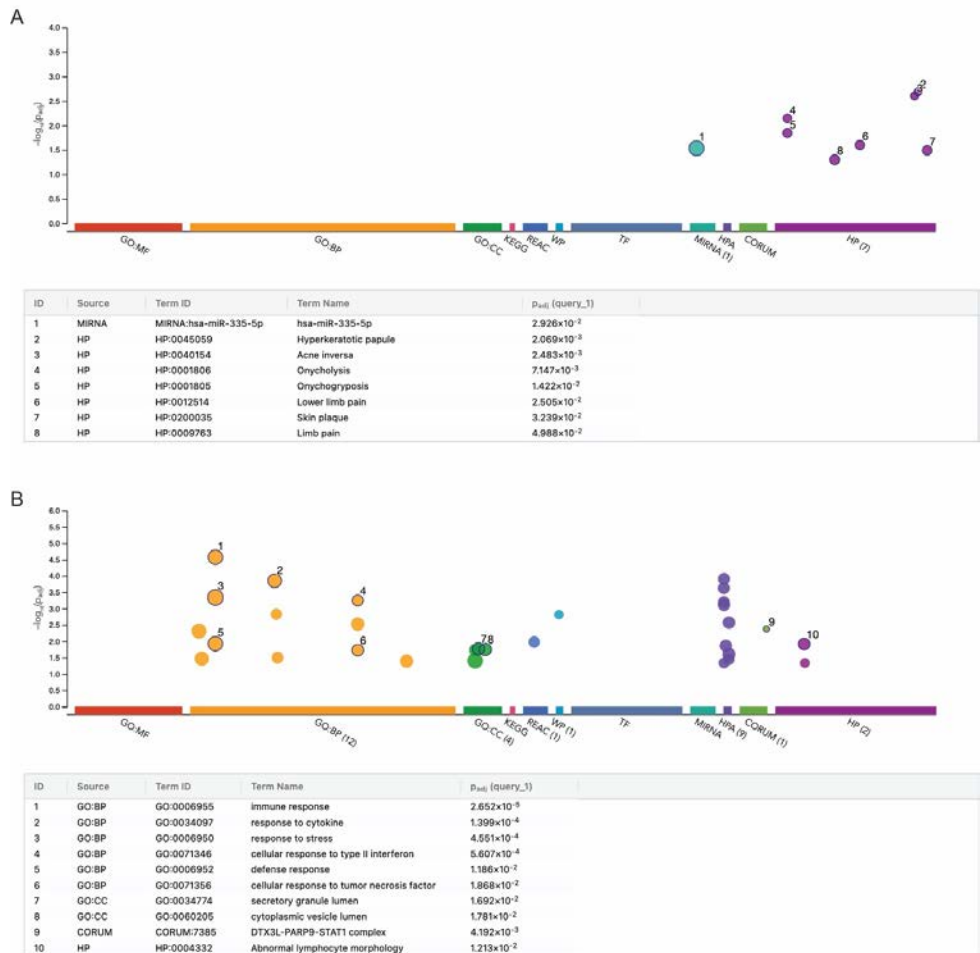 A
4.0
3.5
3.0
2.5
2.0
1.5
1.0
0.5
0.0
1
4
5
8
6
3
2
7
GO:MF
GO:BP
GO:CC
KEGG
REAC
WP
TF
MIRNA (1)
HPA
CORUM
HP (7)
ID Source Term ID Term Name padj (query_1)
1 MIRNA MIRNA:hsa-miR-335-5p hsa-miR-335-5p 2.926×10⁻²
2 HP HP:0045059 Hyperkeratotic papule 2.069×10⁻³
3 HP HP:0040154 Acne inversa 2.483×10⁻³
4 HP HP:0001806 Onycholysis 7.147×10⁻³
5 HP HP:0001805 Onychogryposis 1.422×10⁻²
6 HP HP:0012514 Lower limb pain 2.505×10⁻²
7 HP HP:0200035 Skin plaque 3.239×10⁻²
8 HP HP:0009763 Limb pain 4.988×10⁻²
B
6.0
5.5
5.0
4.5
4.0
3.5
3.0
2.5
2.0
1.5
1.0
0.5
0.0
1
2
3
4
5
6
78
9
10
GO:MF
GO:BP (12)
GO:CC (4)
KEGG
REAC (1)
WP (1)
TF
MIRNA
HPA (9)
CORUM (1)
HP (2)
ID Source Term ID Term Name padj (query_1)
1 GO:BP GO:0006955 immune response 2.652×10⁻⁵
2 GO:BP GO:0034097 response to cytokine 1.399×10⁻⁴
3 GO:BP GO:0006950 response to stress 4.551×10⁻⁴
4 GO:BP GO:0071346 cellular response to type II interferon 5.607×10⁻⁴
5 GO:BP GO:0006952 defense response 1.186×10⁻²
6 GO:BP GO:0071356 cellular response to tumor necrosis factor 1.868×10⁻²
7 GO:CC GO:0034774 secretory granule lumen 1.692×10⁻²
8 GO:CC GO:0060205 cytoplasmic vesicle lumen 1.781×10⁻²
9 CORUM CORUM:7385 DTX3L-PARP9-STAT1 complex 4.192×10⁻³
10 HP HP:0004332 Abnormal lymphocyte morphology 1.213×10⁻²